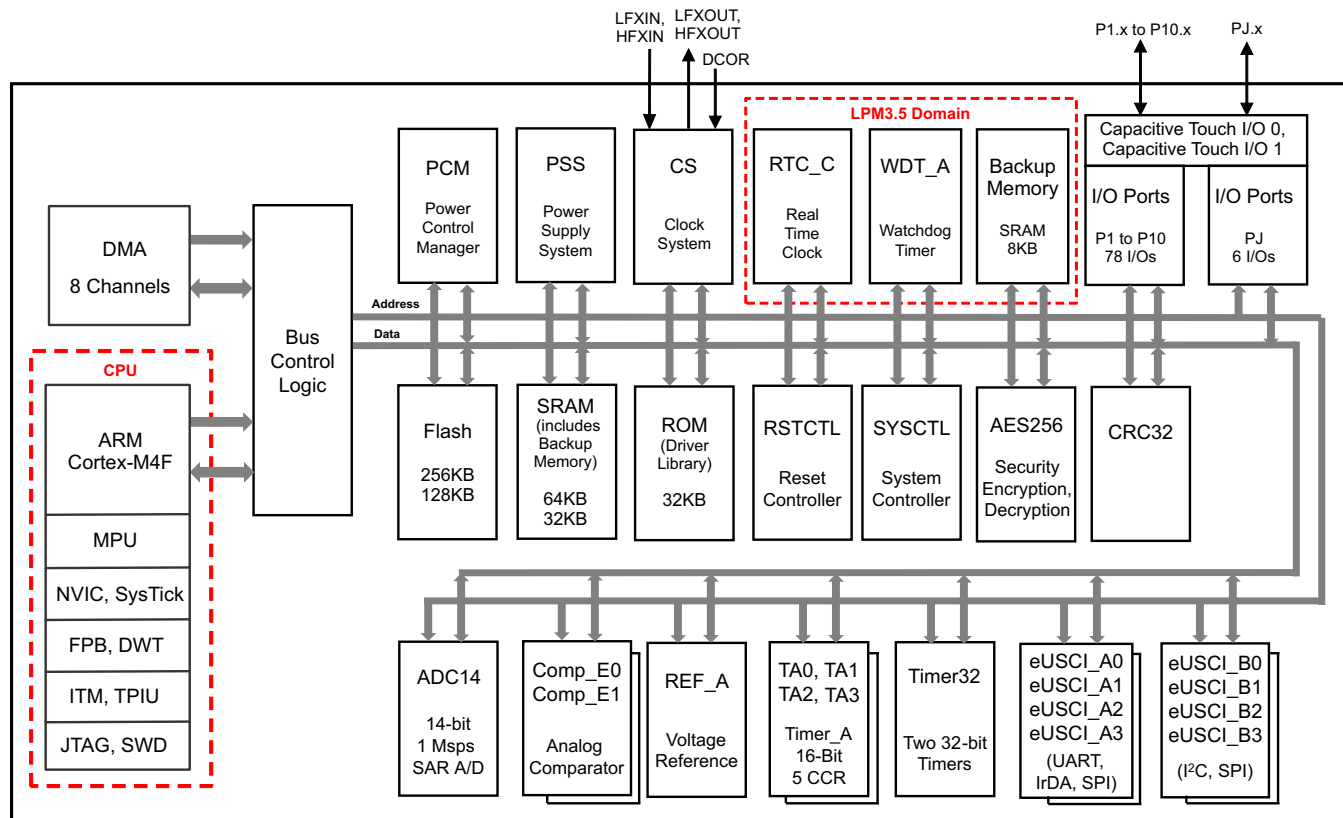 LFXIN,
HFXIN
LFXOUT,
HFXOUT
DCOR
P1.x to P10.x
PJ.x
LPM3.5 Domain
Capacitive Touch I/O 0,
Capacitive Touch I/O 1
PCM
Power
Control
Manager
PSS
Power
Supply
System
CS
Clock
System
RTC_C
Real
Time
Clock
WDT_A
Watchdog
Timer
Backup
Memory
SRAM
8KB
I/O Ports
P1 to P10
78 I/Os
I/O Ports
PJ
6 I/Os
DMA
8 Channels
Bus
Control
Logic
Address
Data
CPU
ARM
Cortex-M4F
MPU
NVIC, SysTick
FPB, DWT
ITM, TPIU
JTAG, SWD
Flash
256KB
128KB
SRAM
(includes
Backup
Memory)
64KB
32KB
ROM
(Driver
Library)
32KB
RSTCTL
Reset
Controller
SYSCTL
System
Controller
AES256
Security
Encryption,
Decryption
CRC32
ADC14
14-bit
1 Msps
SAR A/D
Comp_E0
Comp_E1
Analog
Comparator
REF_A
Voltage
Reference
TA0, TA1
TA2, TA3
Timer_A
16-Bit
5 CCR
Timer32
Two 32-bit
Timers
eUSCI_A0
eUSCI_A1
eUSCI_A2
eUSCI_A3
(UART,
IrDA, SPI)
eUSCI_B0
eUSCI_B1
eUSCI_B2
eUSCI_B3
(I²C, SPI)